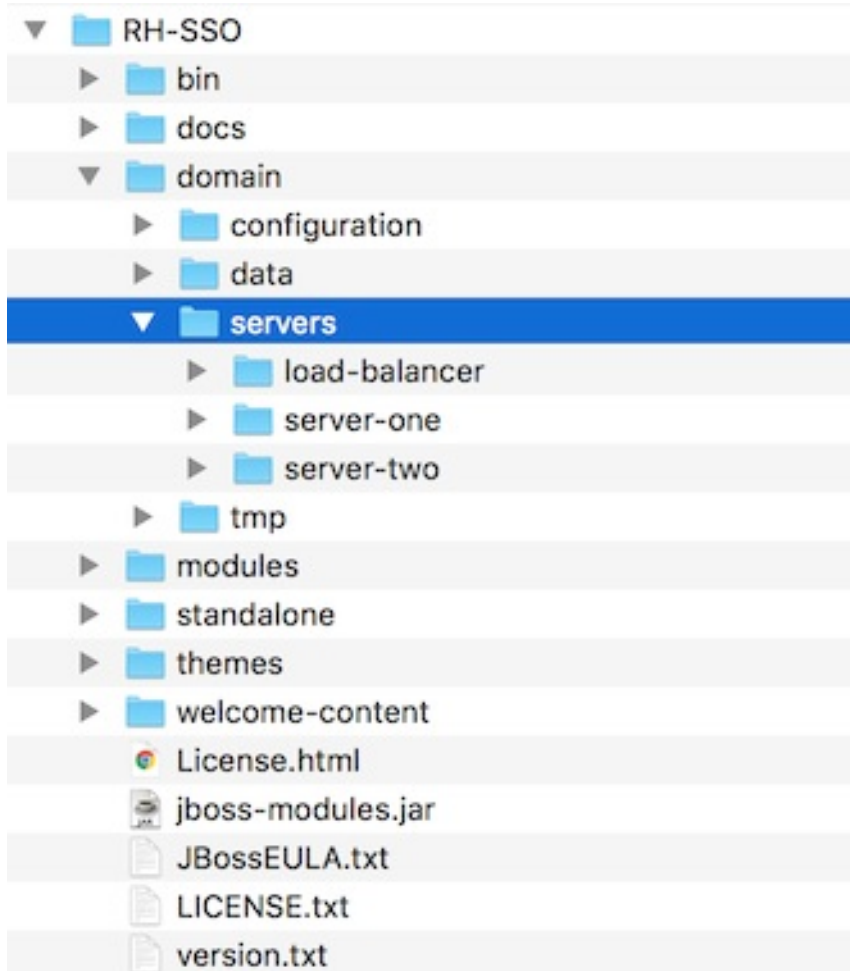 RH-SSO
bin
docs
domain
configuration
data
servers
load-balancer
server-one
server-two
tmp
modules
standalone
themes
welcome-content
License.html
jboss-modules.jar
JBossEULA.txt
LICENSE.txt
version.txt